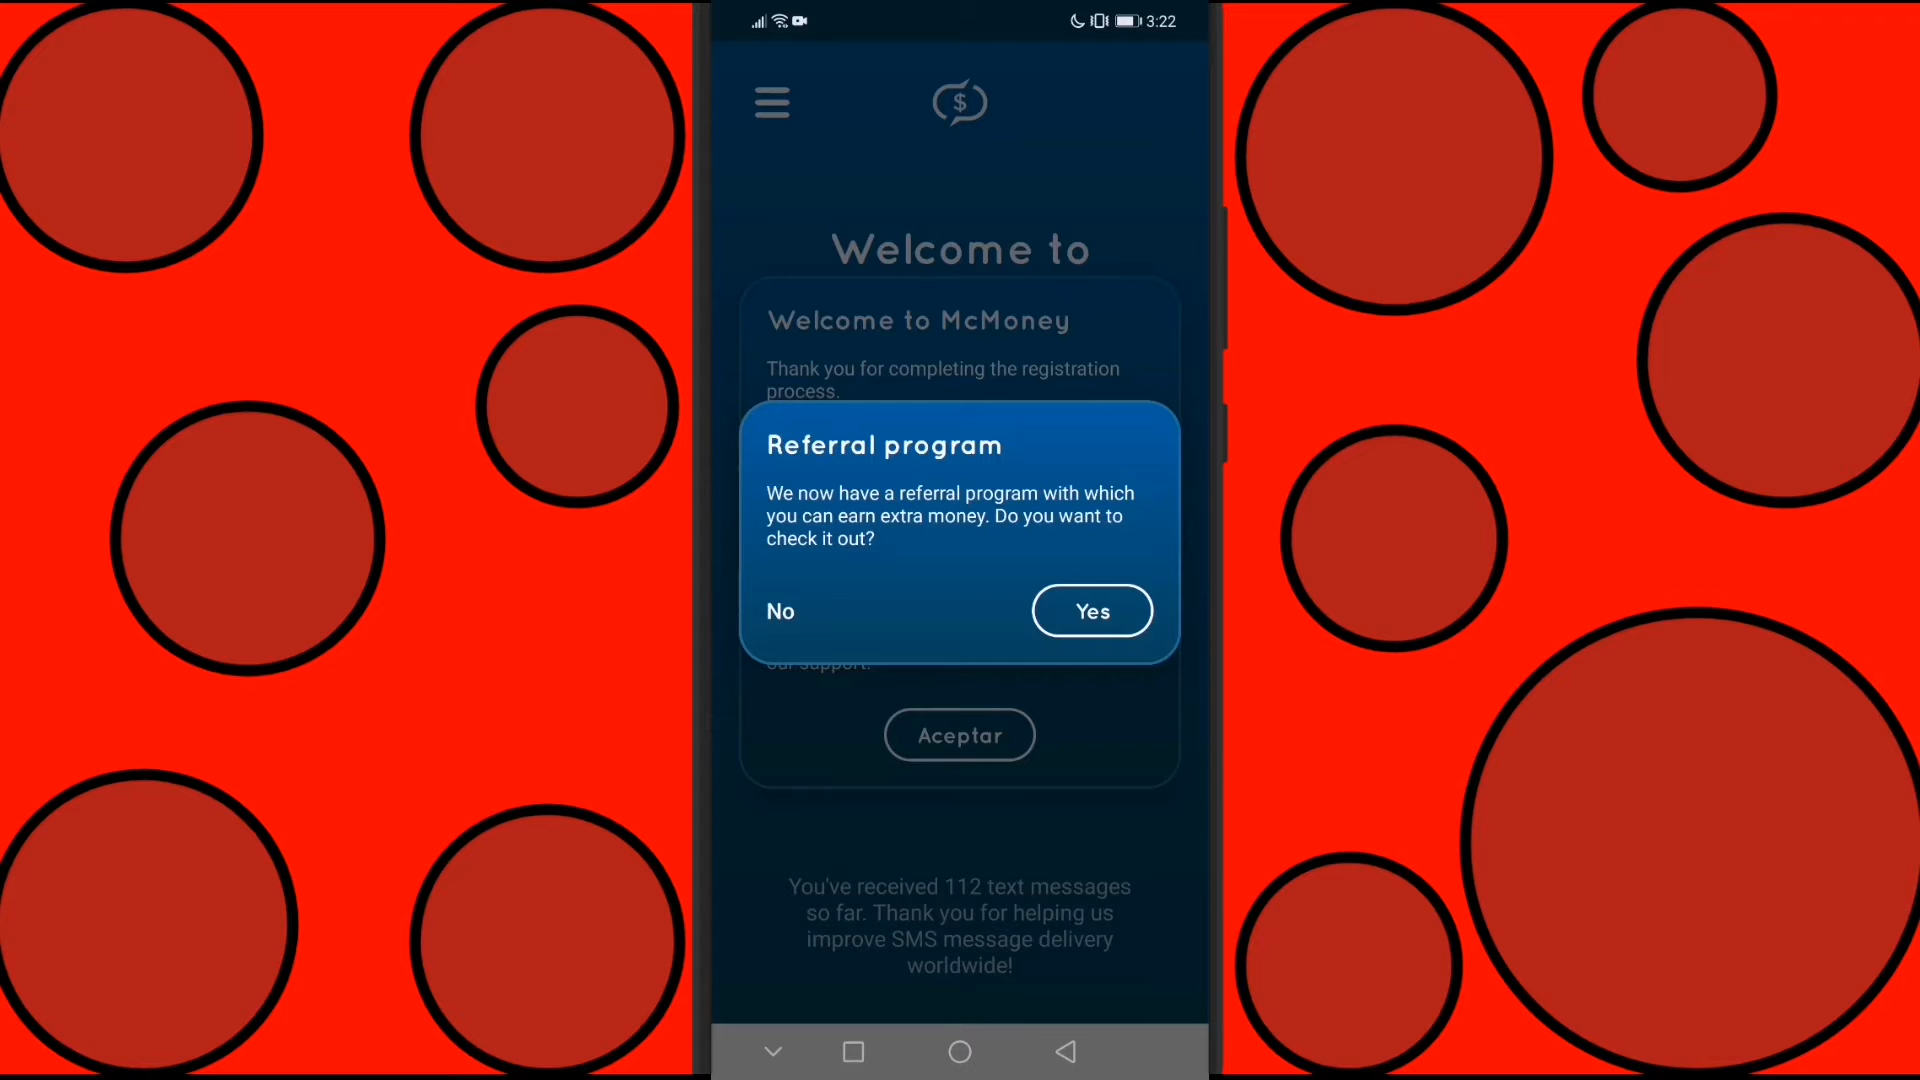 3:22
$
Welcome to
Welcome to McMoney
Thank you for completing the registration
process.
Referral program
We now have a referral program with which
you can earn extra money. Do you want to
check it out?
No
Yes
our support.
Aceptar
You've received 112 text messages
so far. Thank you for helping us
improve SMS message delivery
worldwide!